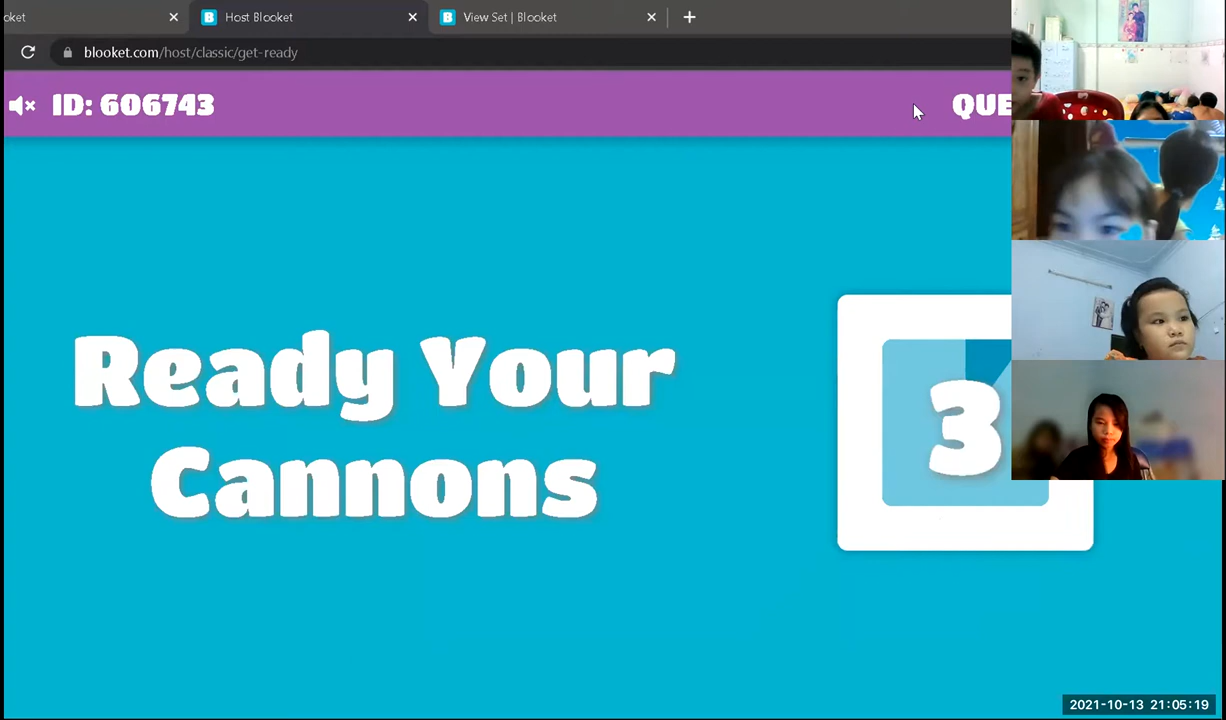 ooket
Host Blooket
View Set | Blooket
blooket.com/host/classic/get-ready
ID: 606743
QUE
Ready Your
Cannons
3
2021-10-13 21:05:19